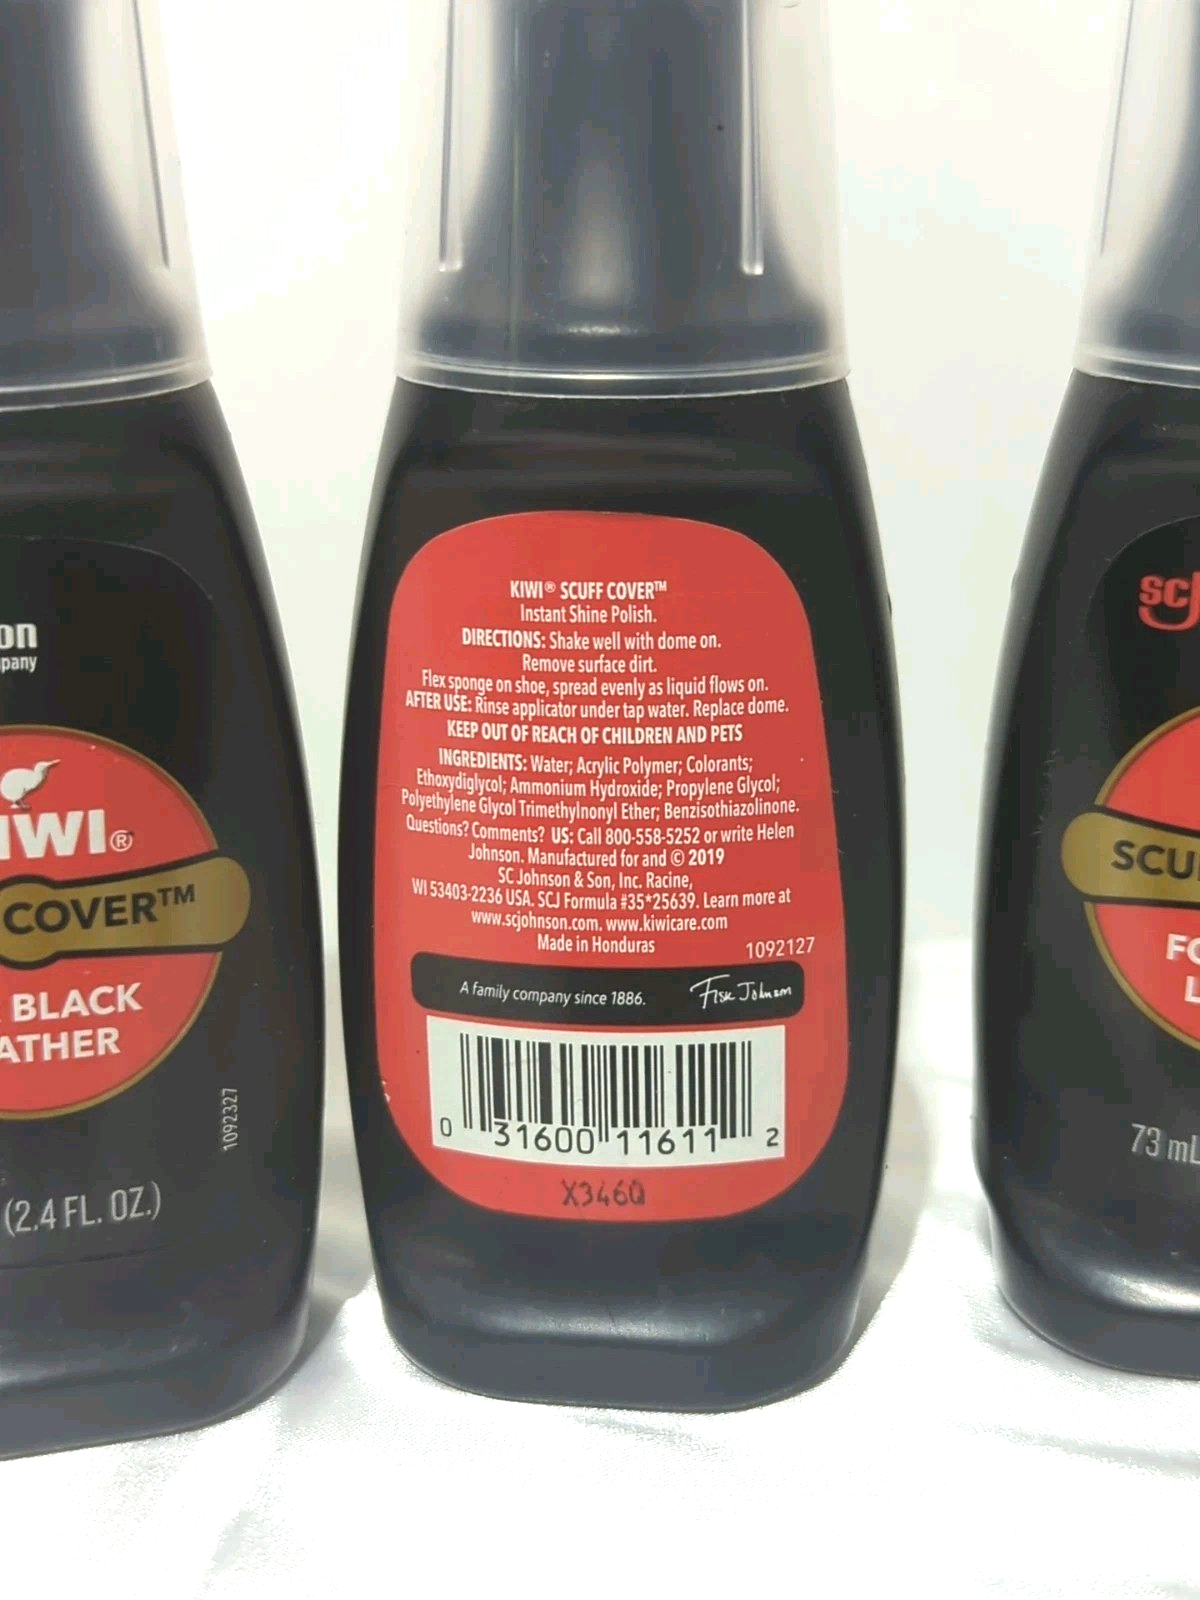 on
pany
KIWI®
COVER™
BLACK
ATHER
1092327
(2.4 FL. OZ.)
KIWI® SCUFF COVER™
Instant Shine Polish.
DIRECTIONS: Shake well with dome on.
Remove surface dirt.
Flex sponge on shoe, spread evenly as liquid flows on.
AFTER USE: Rinse applicator under tap water. Replace dome.
KEEP OUT OF REACH OF CHILDREN AND PETS
INGREDIENTS: Water; Acrylic Polymer; Colorants;
Ethoxydiglycol; Ammonium Hydroxide; Propylene Glycol;
Polyethylene Glycol Trimethylnonyl Ether; Benzisothiazolinone.
Questions? Comments? US: Call 800-558-5252 or write Helen
Johnson. Manufactured for and © 2019
SC Johnson & Son, Inc. Racine,
WI 53403-2236 USA. SCJ Formula #35*25639. Learn more at
www.scjohnson.com. www.kiwicare.com
Made in Honduras 1092127
A family company since 1886. Fisk Johnson
0 31600 11611 2
X346Q
scj
SCU
FO
L
73 mL